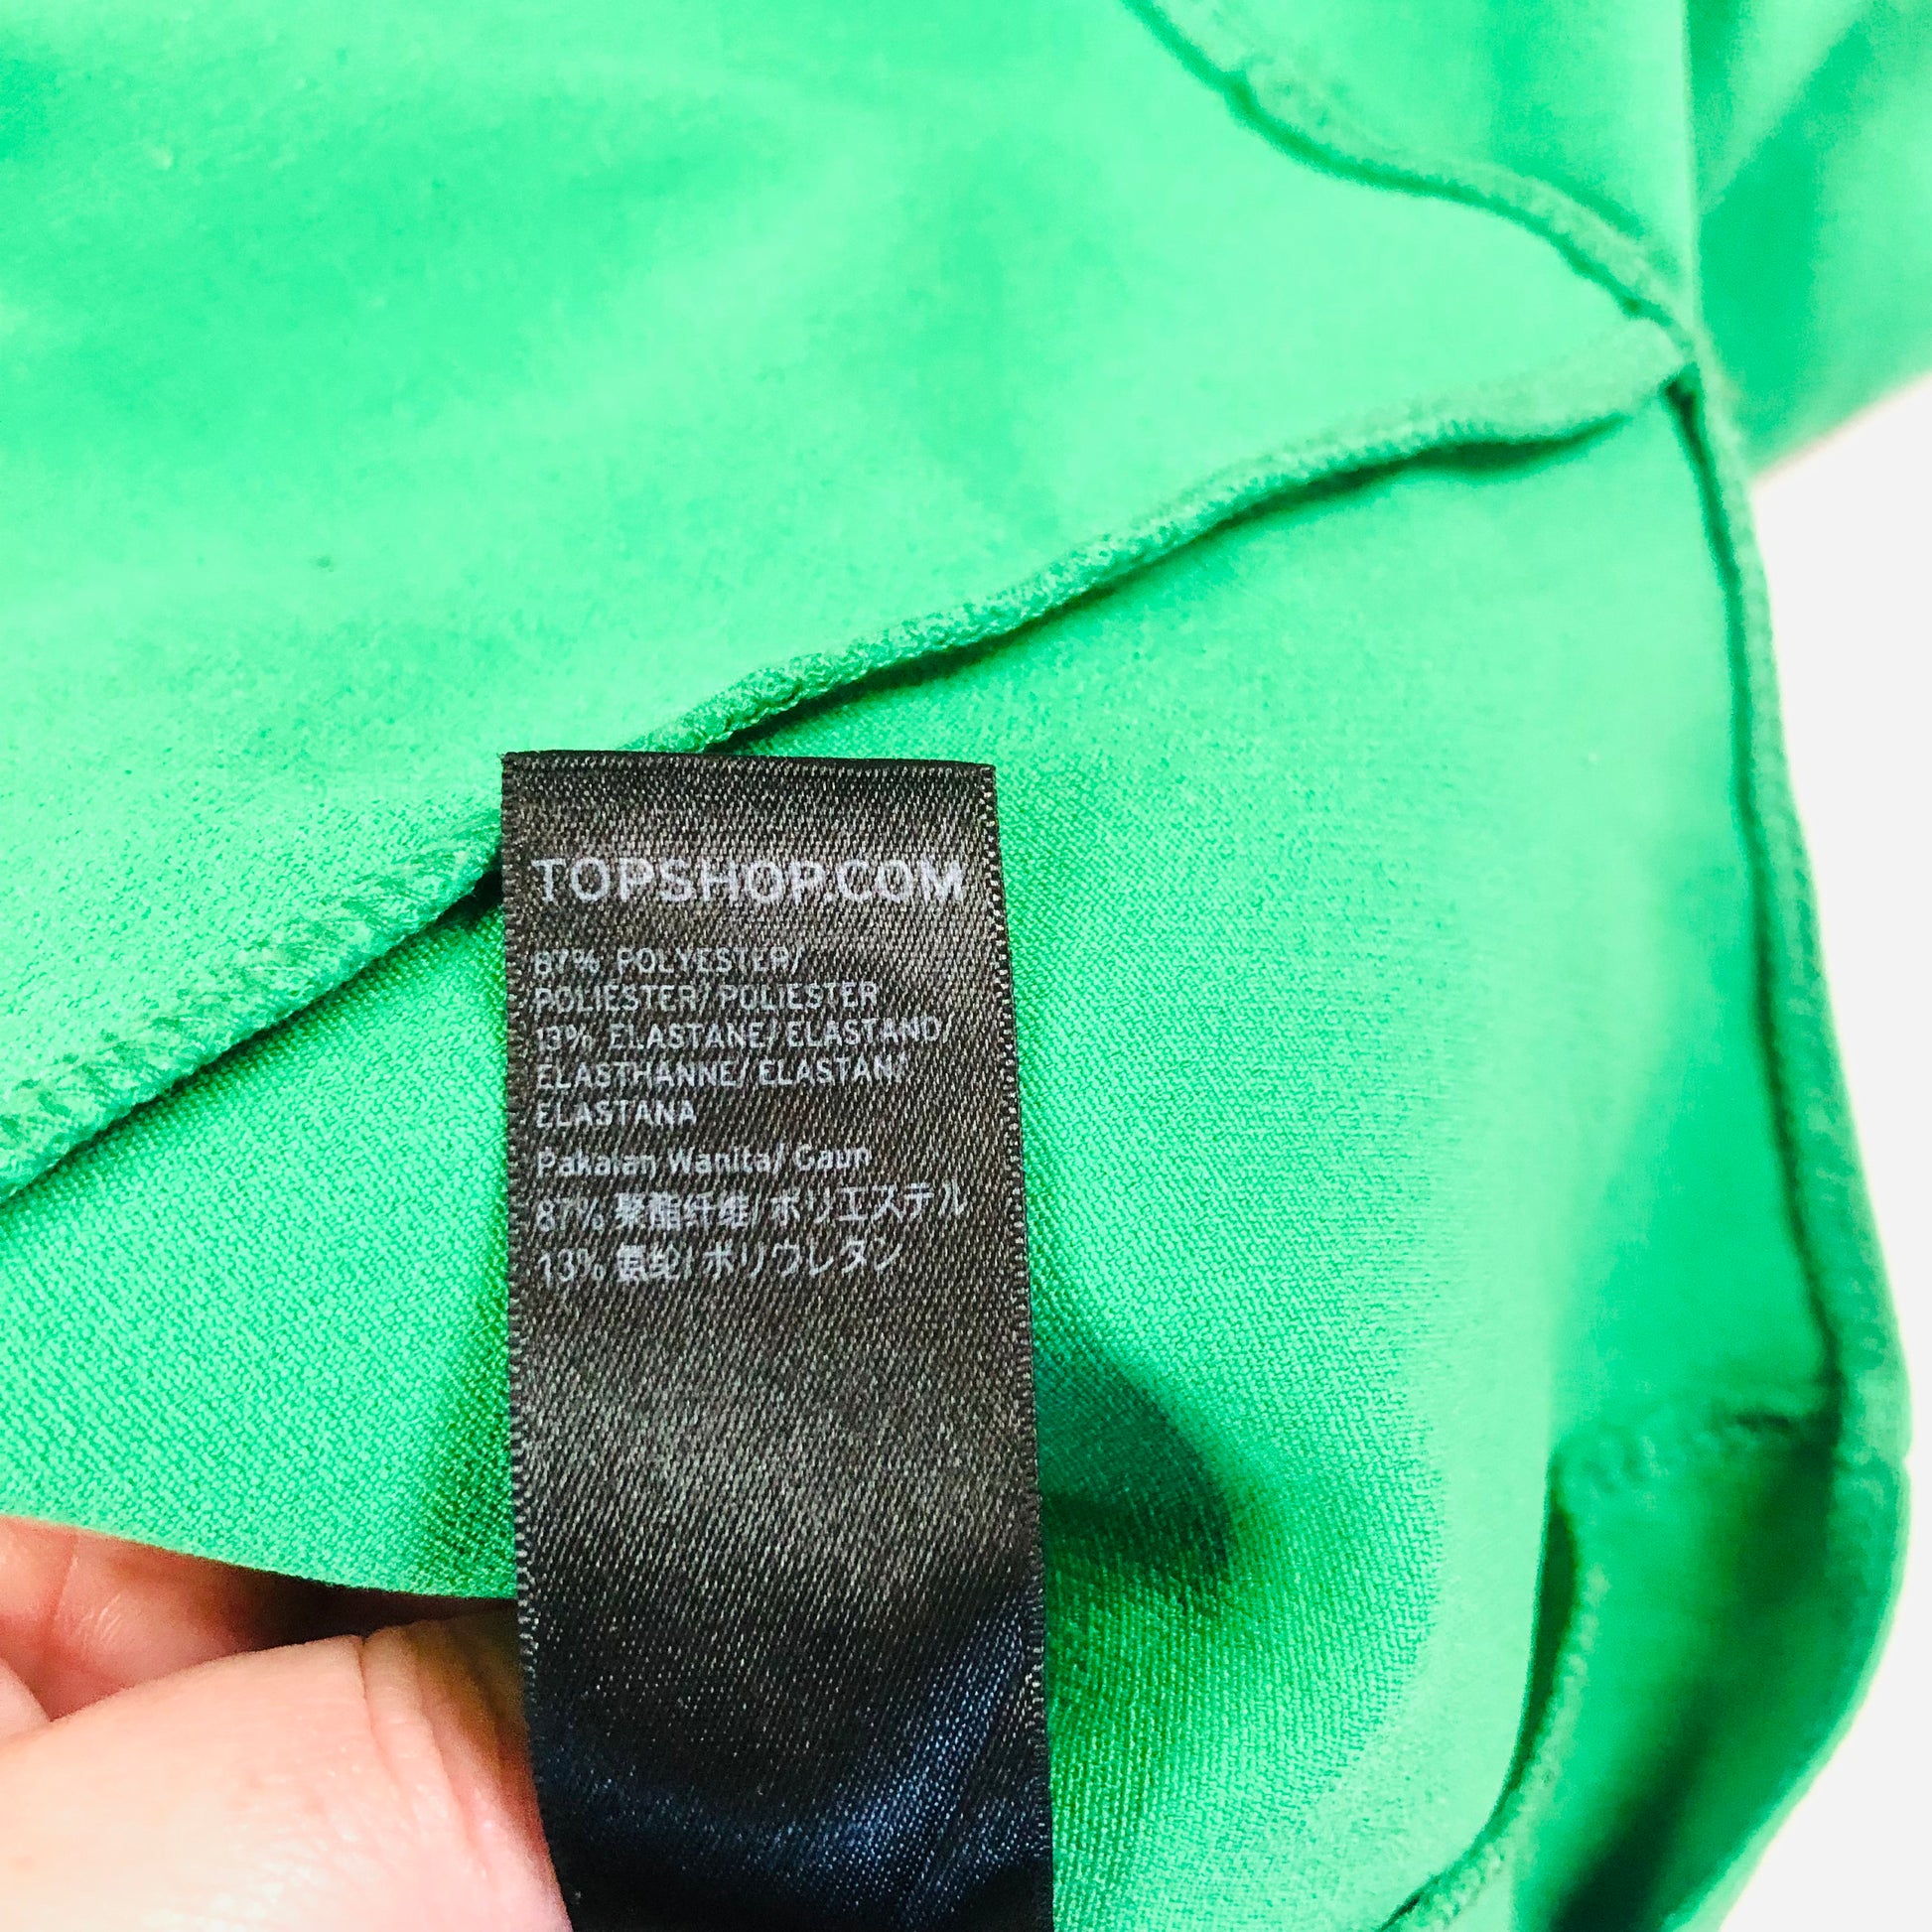 TOPSHOP.COM
87% POLYESTER/
POLIESTER/ POLIESTER
13% ELASTANE/ ELASTANO/
ELASTHANNE/ ELASTAN/
ELASTANA
Pakaian Wanita/ Gaun
87% 聚酯纤维/ ポリエステル
13% 氨纶/ ポリウレタン